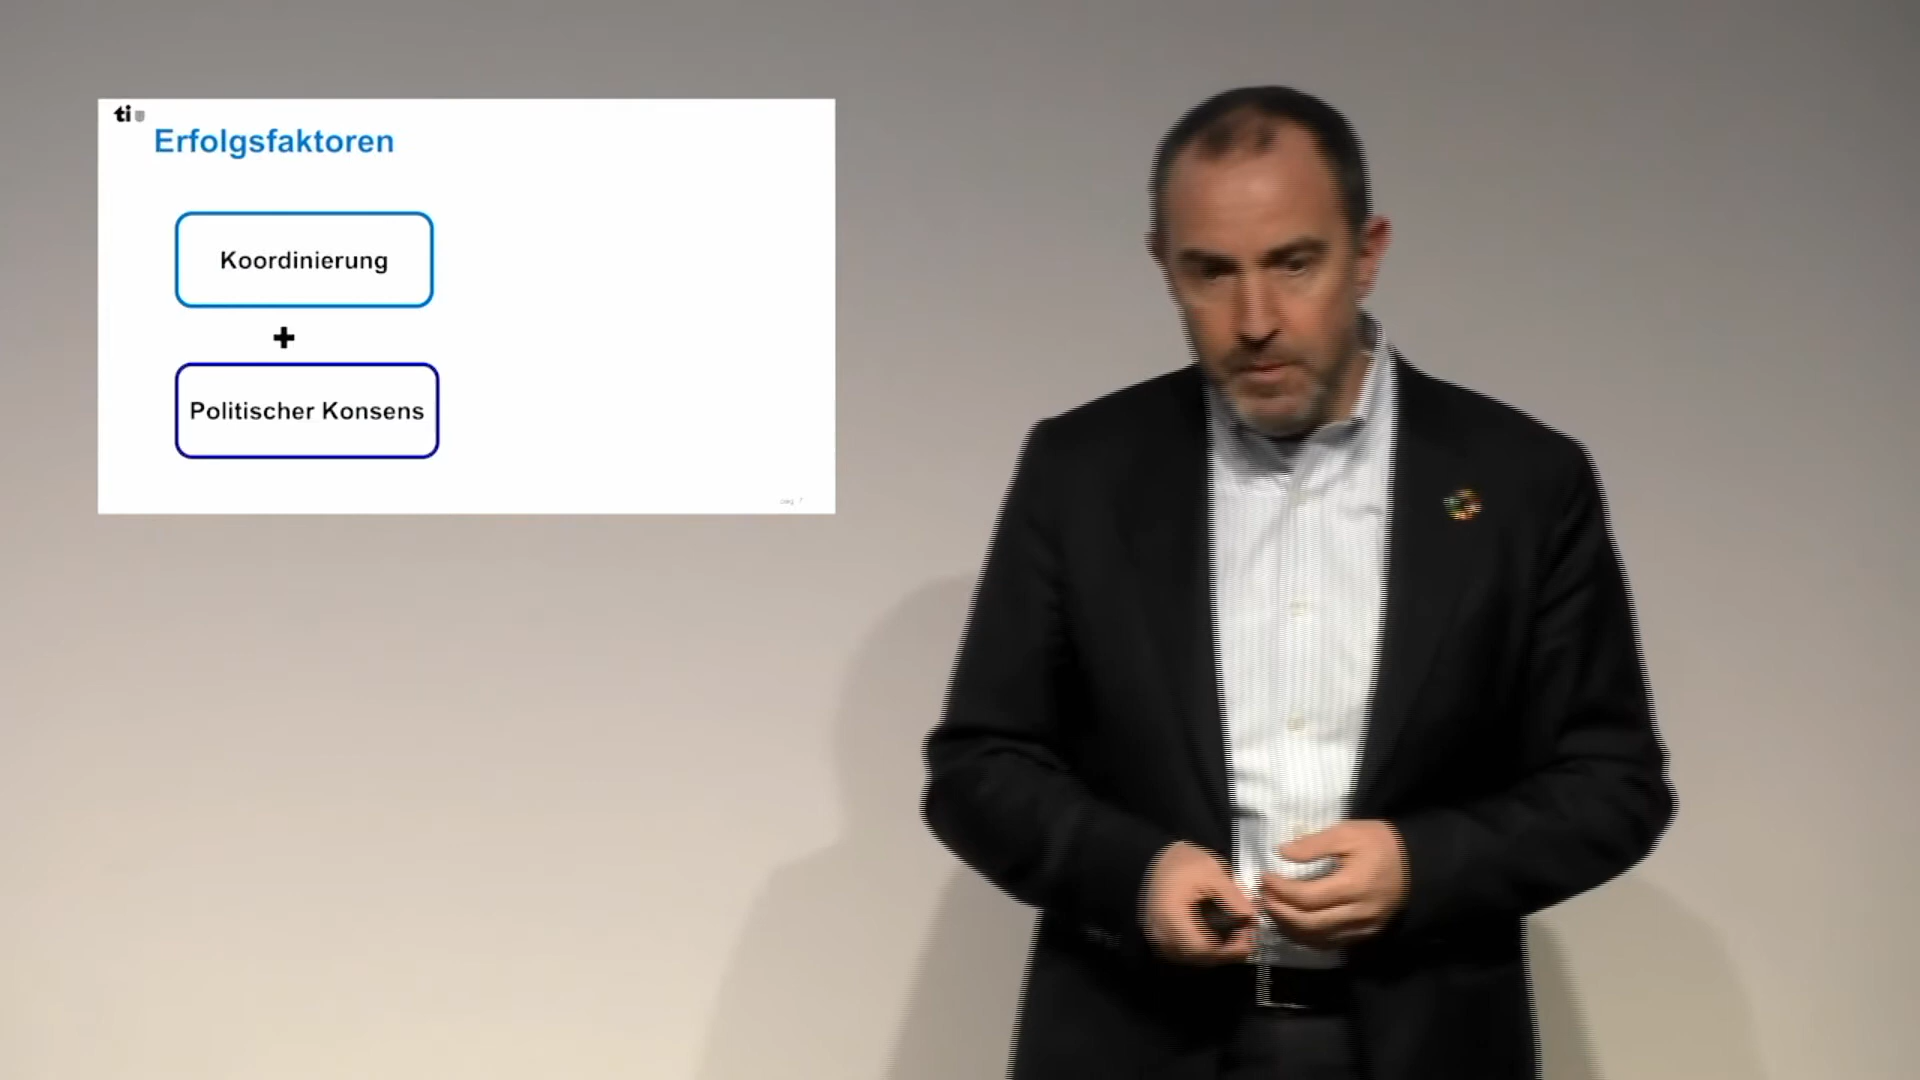 ti
Erfolgsfaktoren
Koordinierung
+
Politischer Konsens